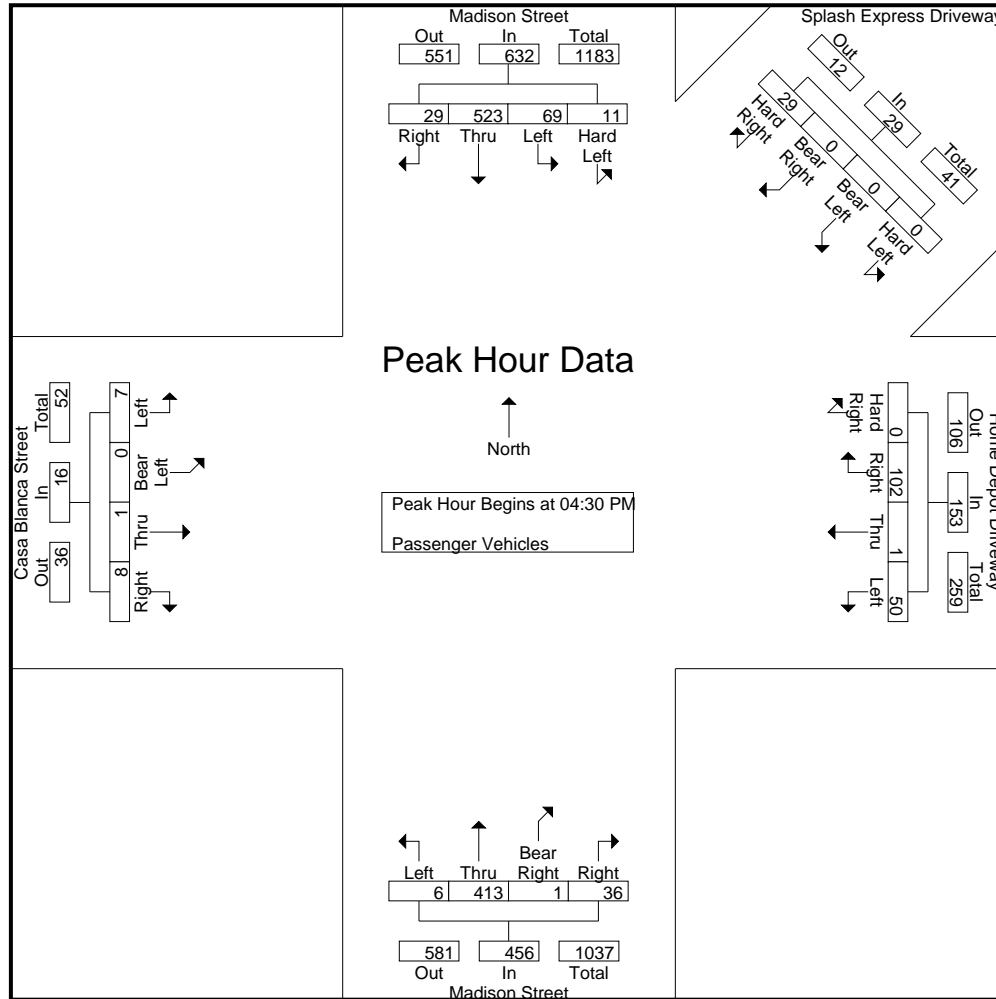 Madison Street
Out In Total
551 632 1183
29 523 69 11
Right Thru Left Hard Left
Splash Express Driveway
Out
12
In
29
Total
41
29 0 0 0
Hard Right
Bear Right
Bear Left
Hard Left
Peak Hour Data
North
Peak Hour Begins at 04:30 PM
Passenger Vehicles
Casa Blanca Street
Total In Out
52 16 36
7 0 1 8
Left
Bear Left
Thru
Right
Home Depot Driveway
Out In Total
106 153 259
0 102 1 50
Hard Right
Right
Thru
Left
Left Thru Bear Right Right
6 413 1 36
581 456 1037
Out In Total
Madison Street